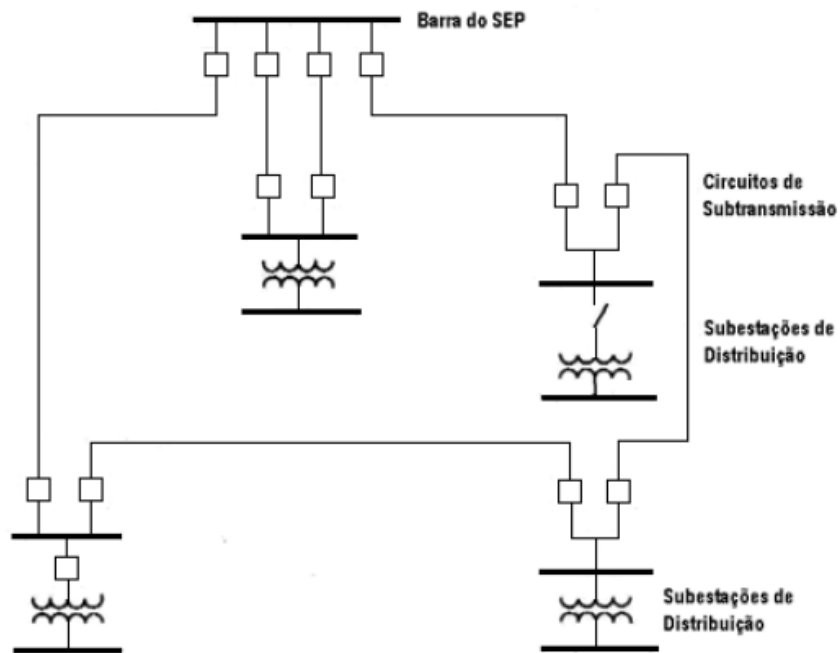 Barra do SEP
Circuitos de
Subtransmissão
Subestações de
Distribuição
Subestações de
Distribuição